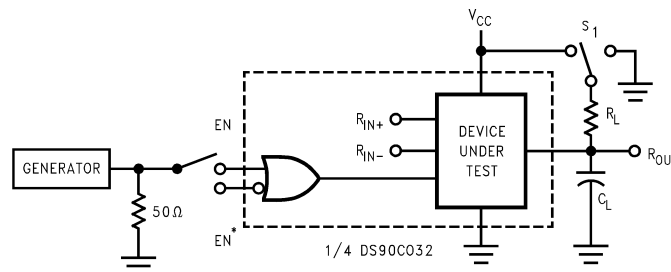 V_CC
S_1
EN
R_IN+
R_IN-
R_L
GENERATOR
DEVICE
UNDER
TEST
R_OU
50Ω
C_L
EN*
1/4 DS90C032